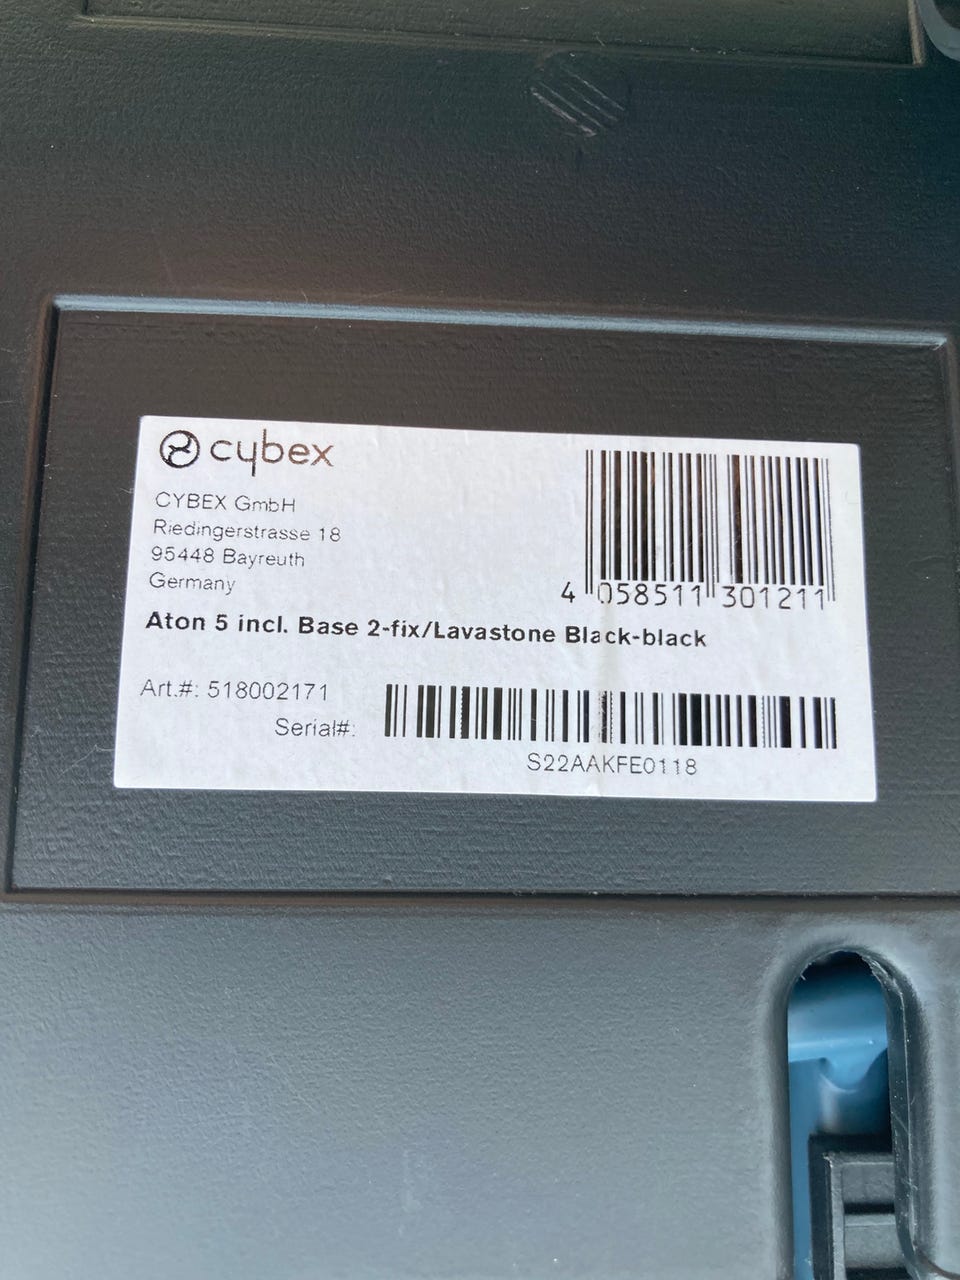 cybex
CYBEX GmbH
Riedingerstrasse 18
95448 Bayreuth
Germany
4 058511 301211
Aton 5 incl. Base 2-fix/Lavastone Black-black
Art.#: 518002171
Serial#:
S22AAKFE0118